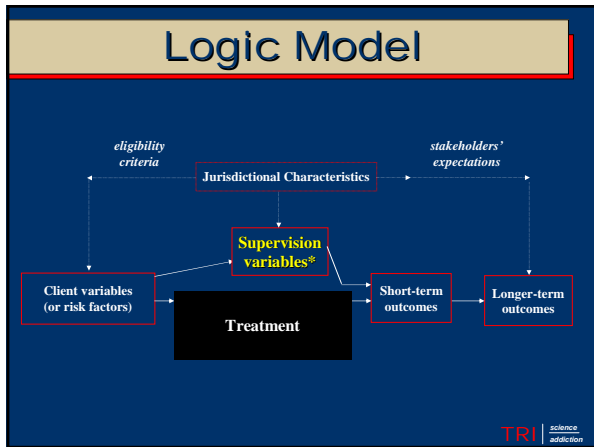 Logic Model
eligibility
criteria
stakeholders'
expectations
Jurisdictional Characteristics
Supervision
variables*
Client variables
(or risk factors)
Treatment
Short-term
outcomes
Longer-term
outcomes
TRI
science
addiction